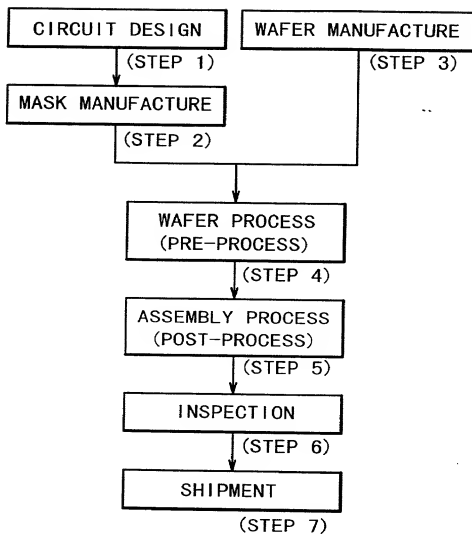 CIRCUIT DESIGN
(STEP 1)
WAFER MANUFACTURE
(STEP 3)
MASK MANUFACTURE
(STEP 2)
WAFER PROCESS
(PRE-PROCESS)
(STEP 4)
ASSEMBLY PROCESS
(POST-PROCESS)
(STEP 5)
INSPECTION
(STEP 6)
SHIPMENT
(STEP 7)